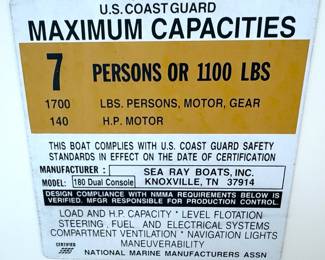 U.S. COAST GUARD
MAXIMUM CAPACITIES
7 PERSONS OR 1100 LBS
1700 LBS. PERSONS, MOTOR, GEAR
140 H.P. MOTOR
THIS BOAT COMPLIES WITH U.S. COAST GUARD SAFETY
STANDARDS IN EFFECT ON THE DATE OF CERTIFICATION
MANUFACTURER: SEA RAY BOATS, INC.
MODEL: 180 Dual Console KNOXVILLE, TN 37914
DESIGN COMPLIANCE WITH NMMA REQUIREMENTS BELOW IS
VERIFIED. MFGR RESPONSIBLE FOR PRODUCTION CONTROL.
LOAD AND H.P. CAPACITY * LEVEL FLOTATION
STEERING, FUEL, AND ELECTRICAL SYSTEMS
COMPARTMENT VENTILATION * NAVIGATION LIGHTS
MANEUVERABILITY
CERTIFIED
NATIONAL MARINE MANUFACTURERS ASSN